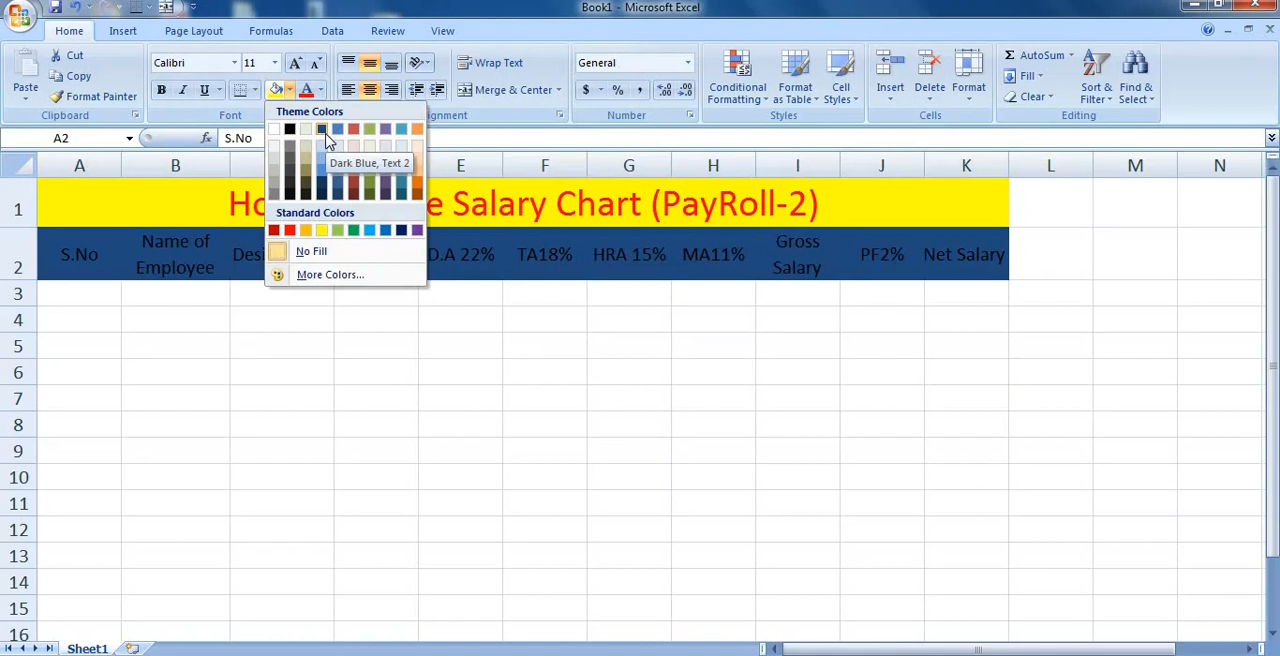 Book1 - Microsoft Excel
Home Insert Page Layout Formulas Data Review View
Cut
Copy
Format Painter
Paste
Clipboard
Calibri 11
B I U
Font
Wrap Text
Merge & Center
gnment
General
$ % ,
Number
Conditional Formatting
Format as Table
Cell Styles
Styles
Insert Delete Format
Cells
AutoSum
Fill
Clear
Sort & Filter
Find & Select
Editing
A2
fx S.No
Theme Colors
Dark Blue, Text 2
Standard Colors
No Fill
More Colors...
A B E F G H I J K L M N
1 Ho e Salary Chart (PayRoll-2)
2 S.No Name of Employee Desi D.A 22% TA18% HRA 15% MA11% Gross Salary PF2% Net Salary
3
4
5
6
7
8
9
10
11
12
13
14
15
16
Sheet1